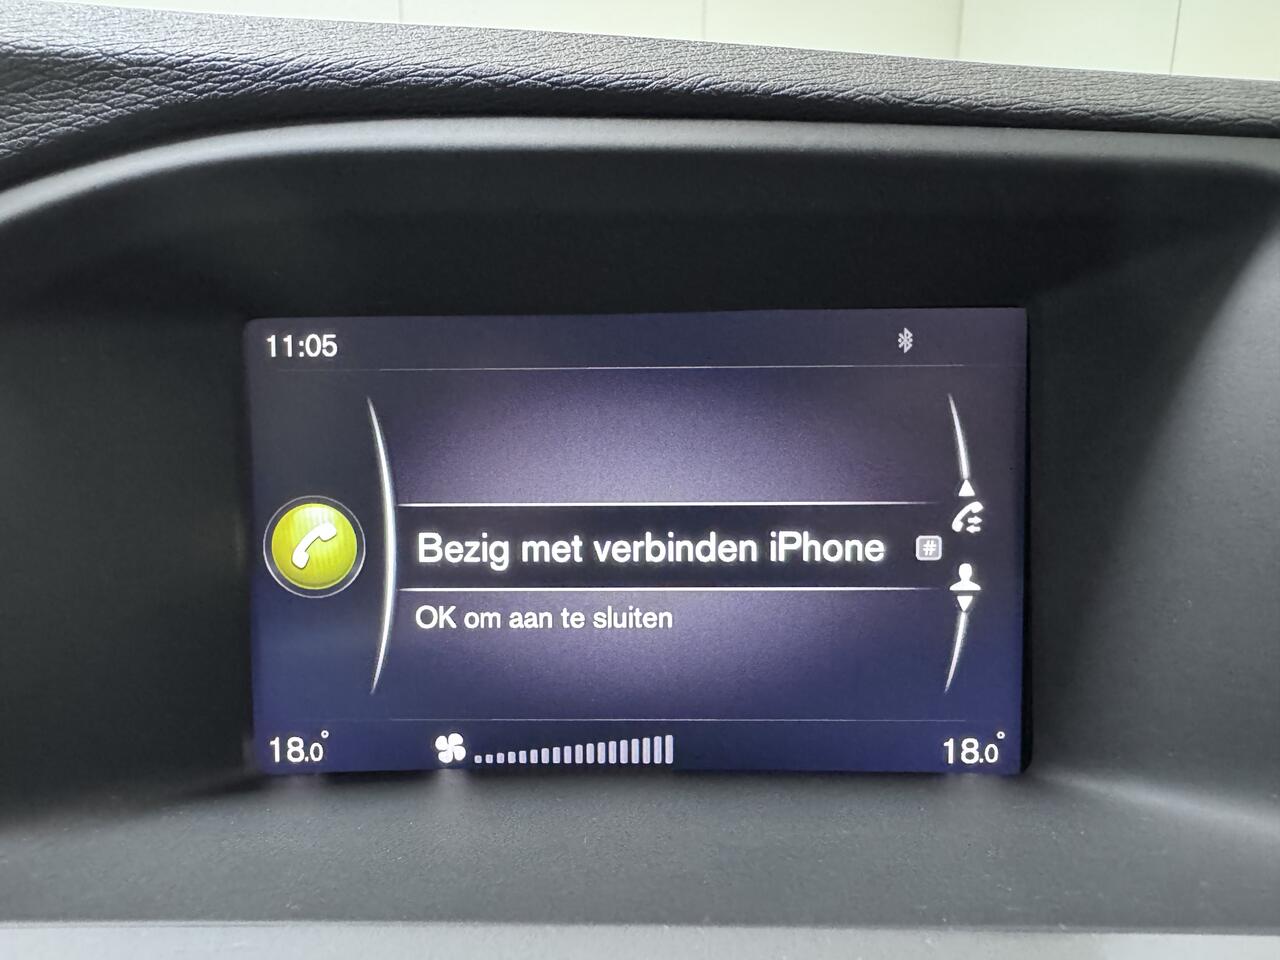 11:05
Bezig met verbinden iPhone #
OK om aan te sluiten
18.0° 18.0°